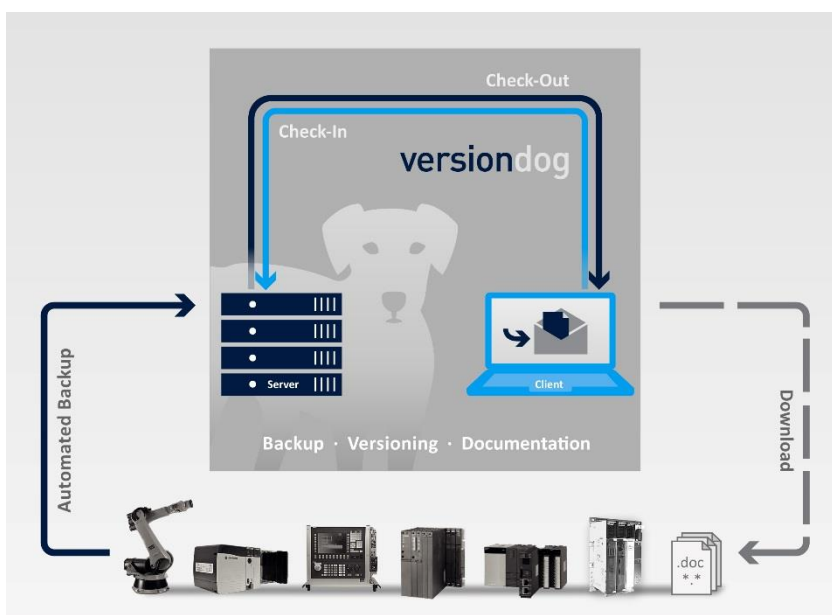 Check-Out
Check-In
versiondog
Server
Client
Backup · Versioning · Documentation
Automated Backup
Download
.doc
*.*